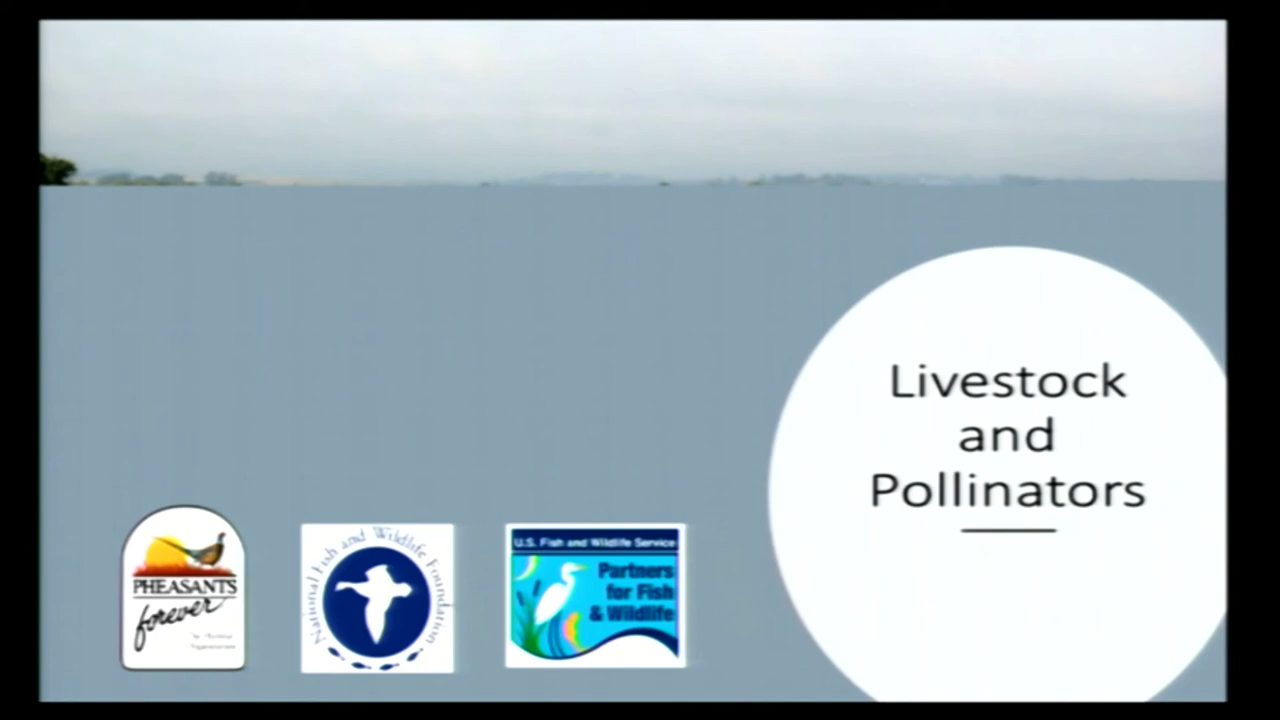 Livestock
and
Pollinators
PHEASANTS
forever
National Fish and Wildlife Foundation
U.S. Fish and Wildlife Service
Partners
for Fish
& Wildlife